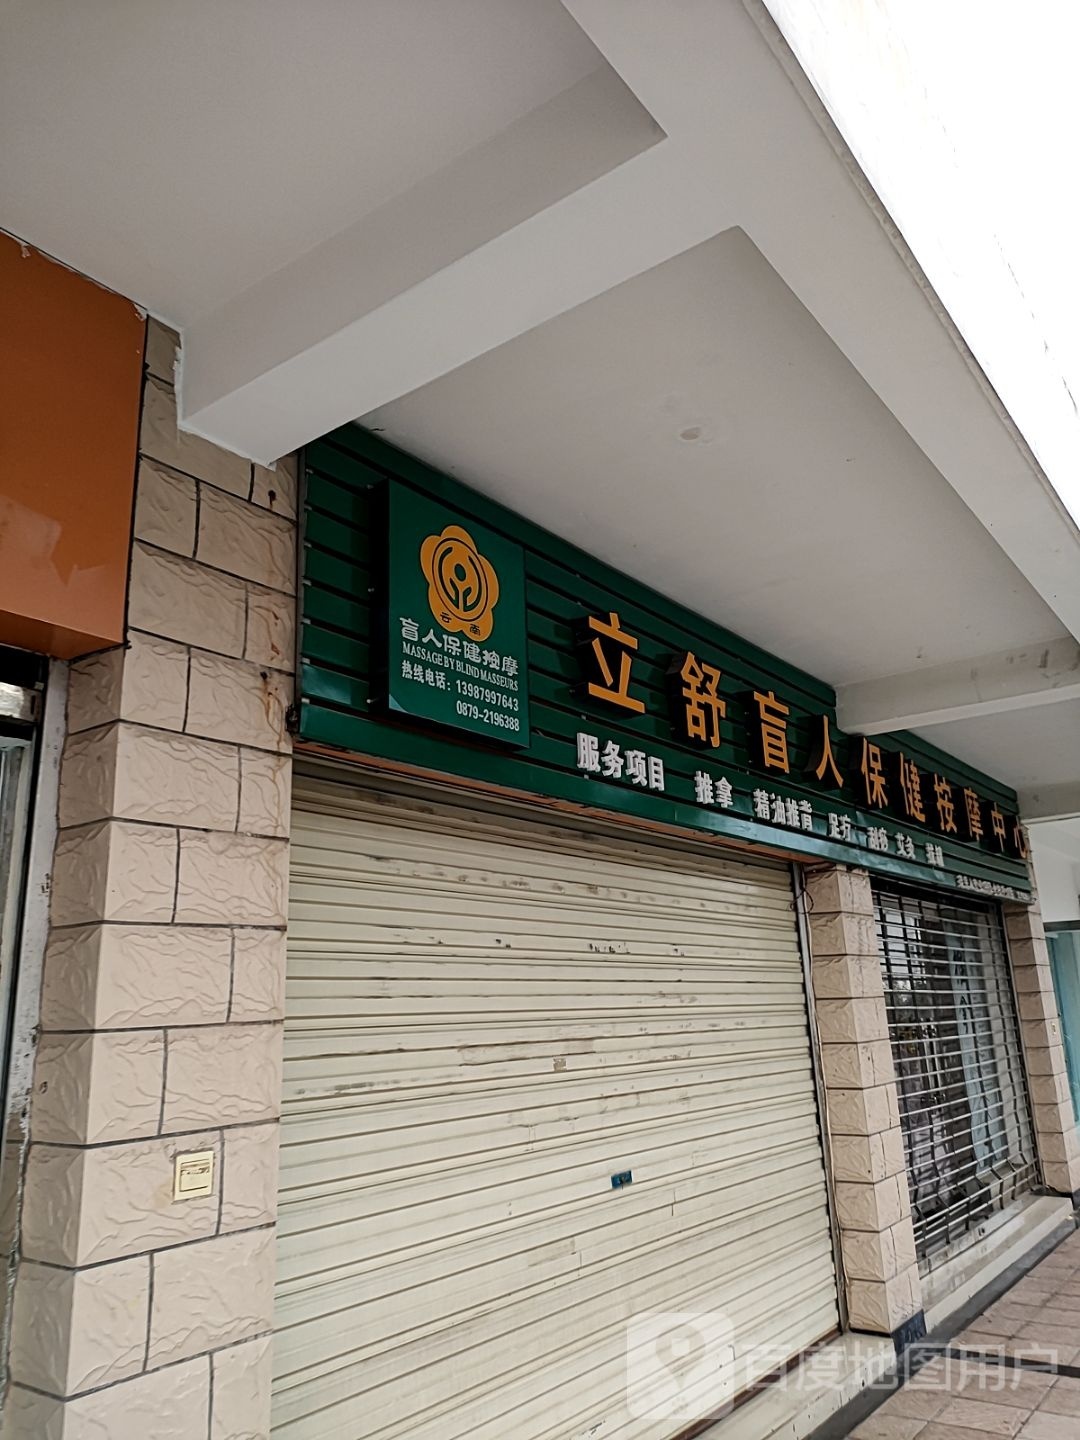 云南
盲人保健按摩
MASSAGE BY BLIND MASSEURS
热线电话：13987997643
0879-2196388
立舒盲人保健按摩中心
服务项目 推拿 精油推背 足疗 刮痧 艾灸
百度地图用户